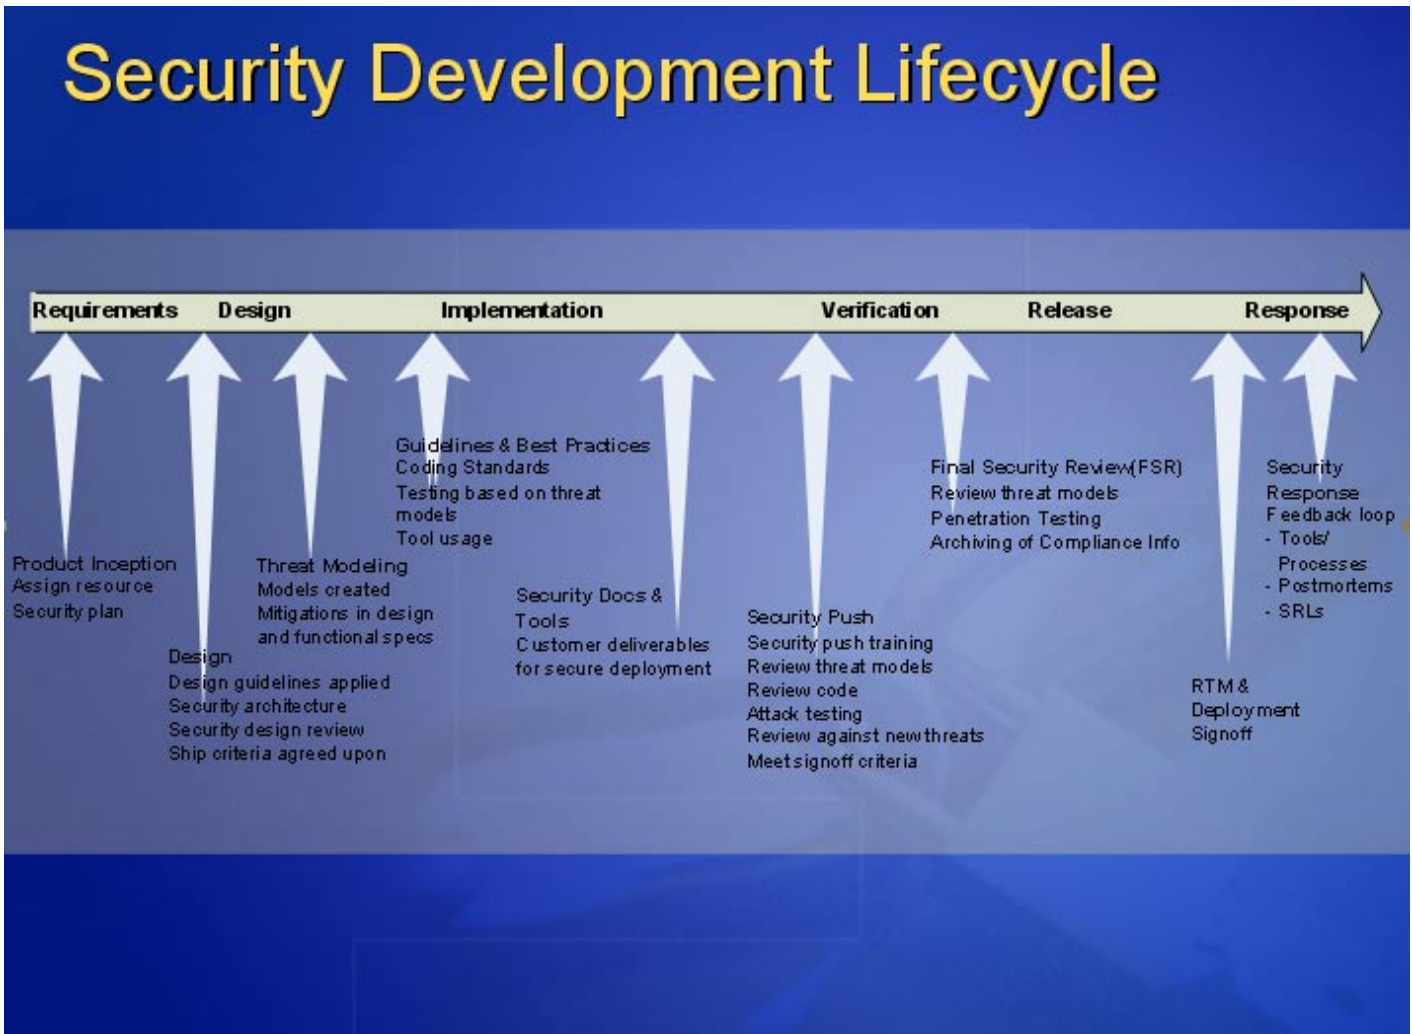 Security Development Lifecycle
Requirements Design Implementation Verification Release Response
Product Inception
Assign resource
Security plan
Design
Design guidelines applied
Security architecture
Security design review
Ship criteria agreed upon
Threat Modeling
Models created
Mitigations in design
and functional specs
Guidelines & Best Practices
Coding Standards
Testing based on threat
models
Tool usage
Security Docs &
Tools
Customer deliverables
for secure deployment
Security Push
Security push training
Review threat models
Review code
Attack testing
Review against new threats
Meet signoff criteria
Final Security Review(FSR)
Review threat models
Penetration Testing
Archiving of Compliance Info
RTM &
Deployment
Signoff
Security
Response
Feedback loop
- Tools/
Processes
- Postmortems
- SRLs